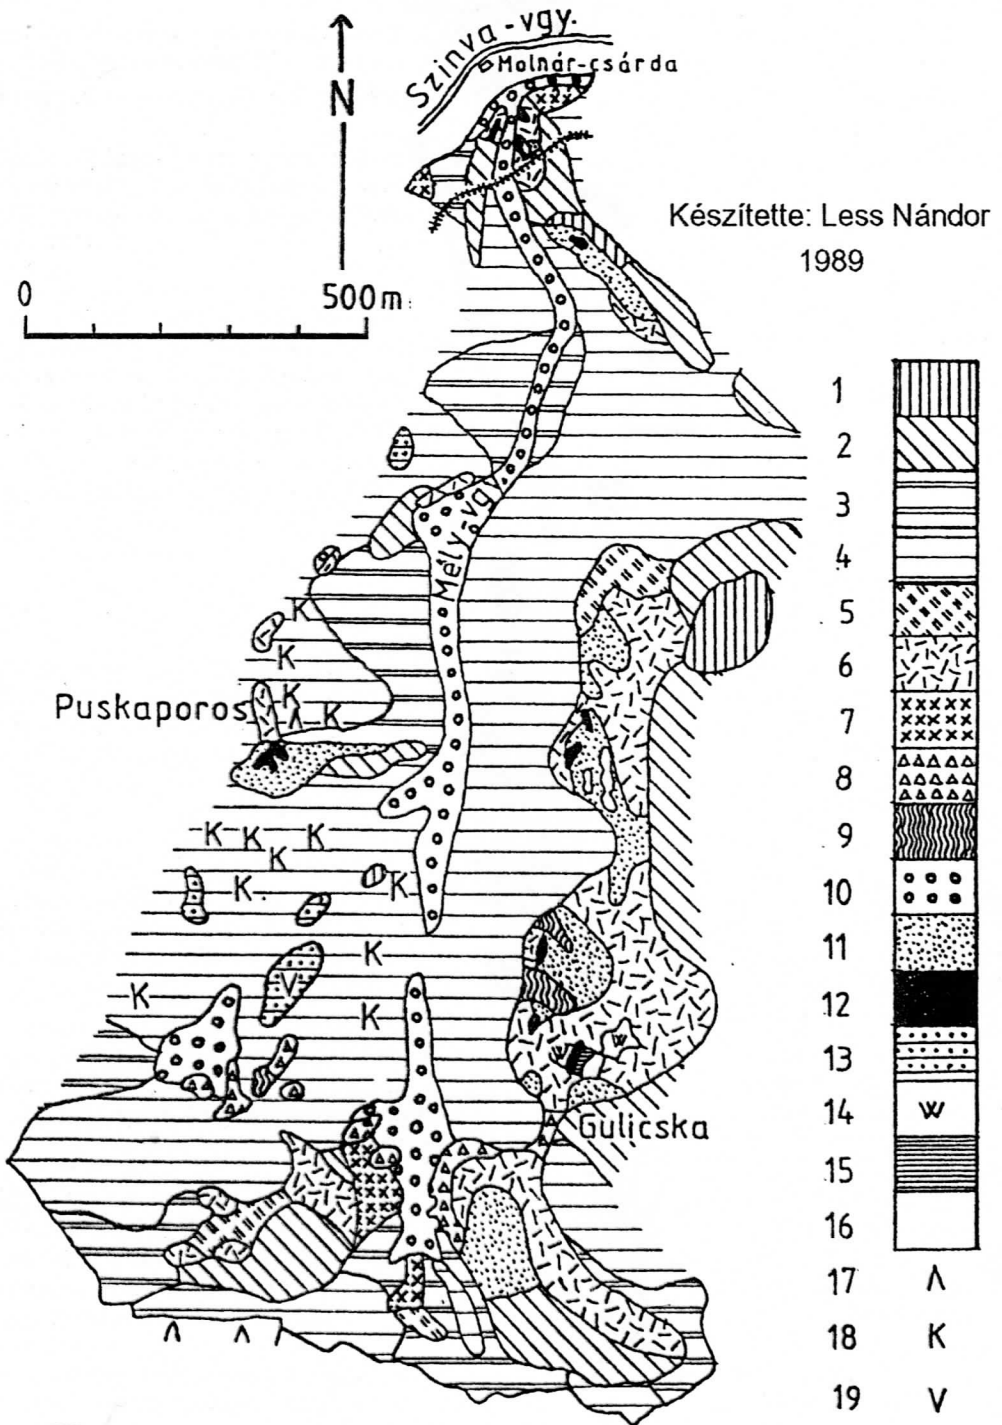 Szinva-vgy.
Molnár-csárda
N
Készítette: Less Nándor
1989
0
500m
Mély-vgy
K
K
Puskaporos
K
Λ K
K K K
K
K
K
K
V
K
K
W
W
Gulicska
Λ Λ
1
2
3
4
5
6
7
8
9
10
11
12
13
14 W
15
16
17 Λ
18 K
19 V